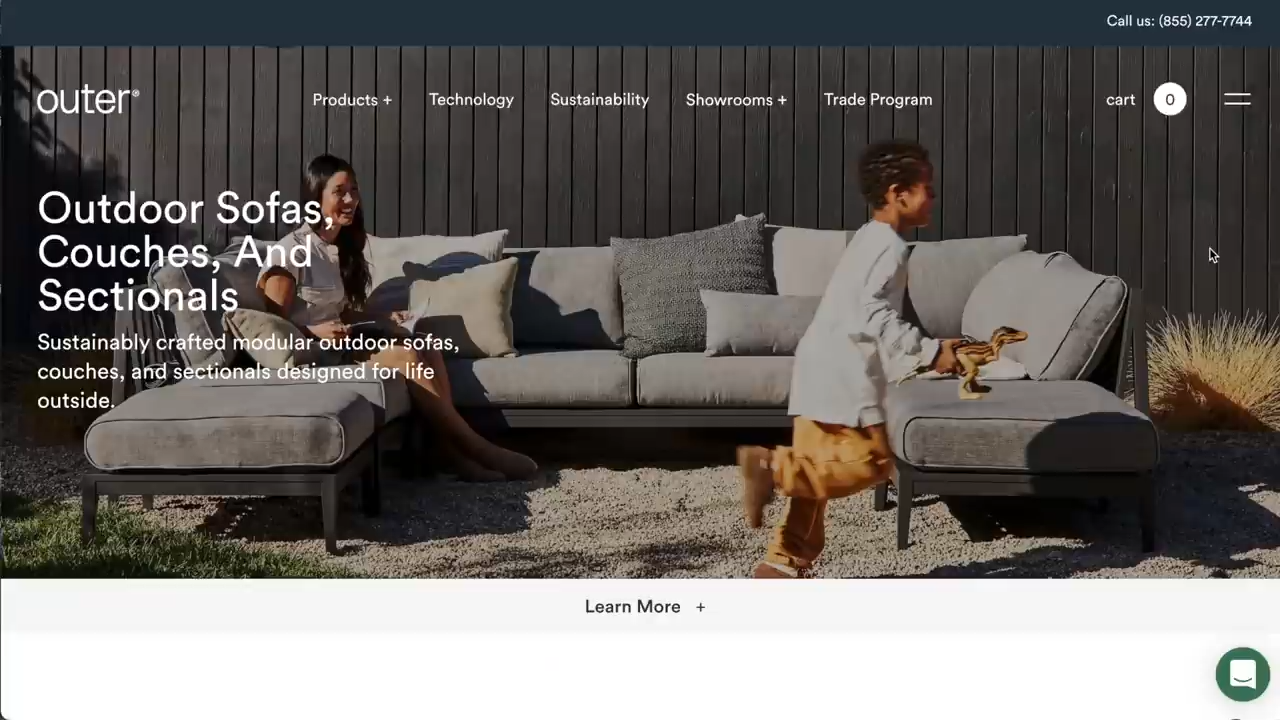 Call us: (855) 277-7744
outer®
Products +
Technology
Sustainability
Showrooms +
Trade Program
cart
0
Outdoor Sofas,
Couches, And
Sectionals
Sustainably crafted modular outdoor sofas,
couches, and sectionals designed for life
outside.
Learn More +